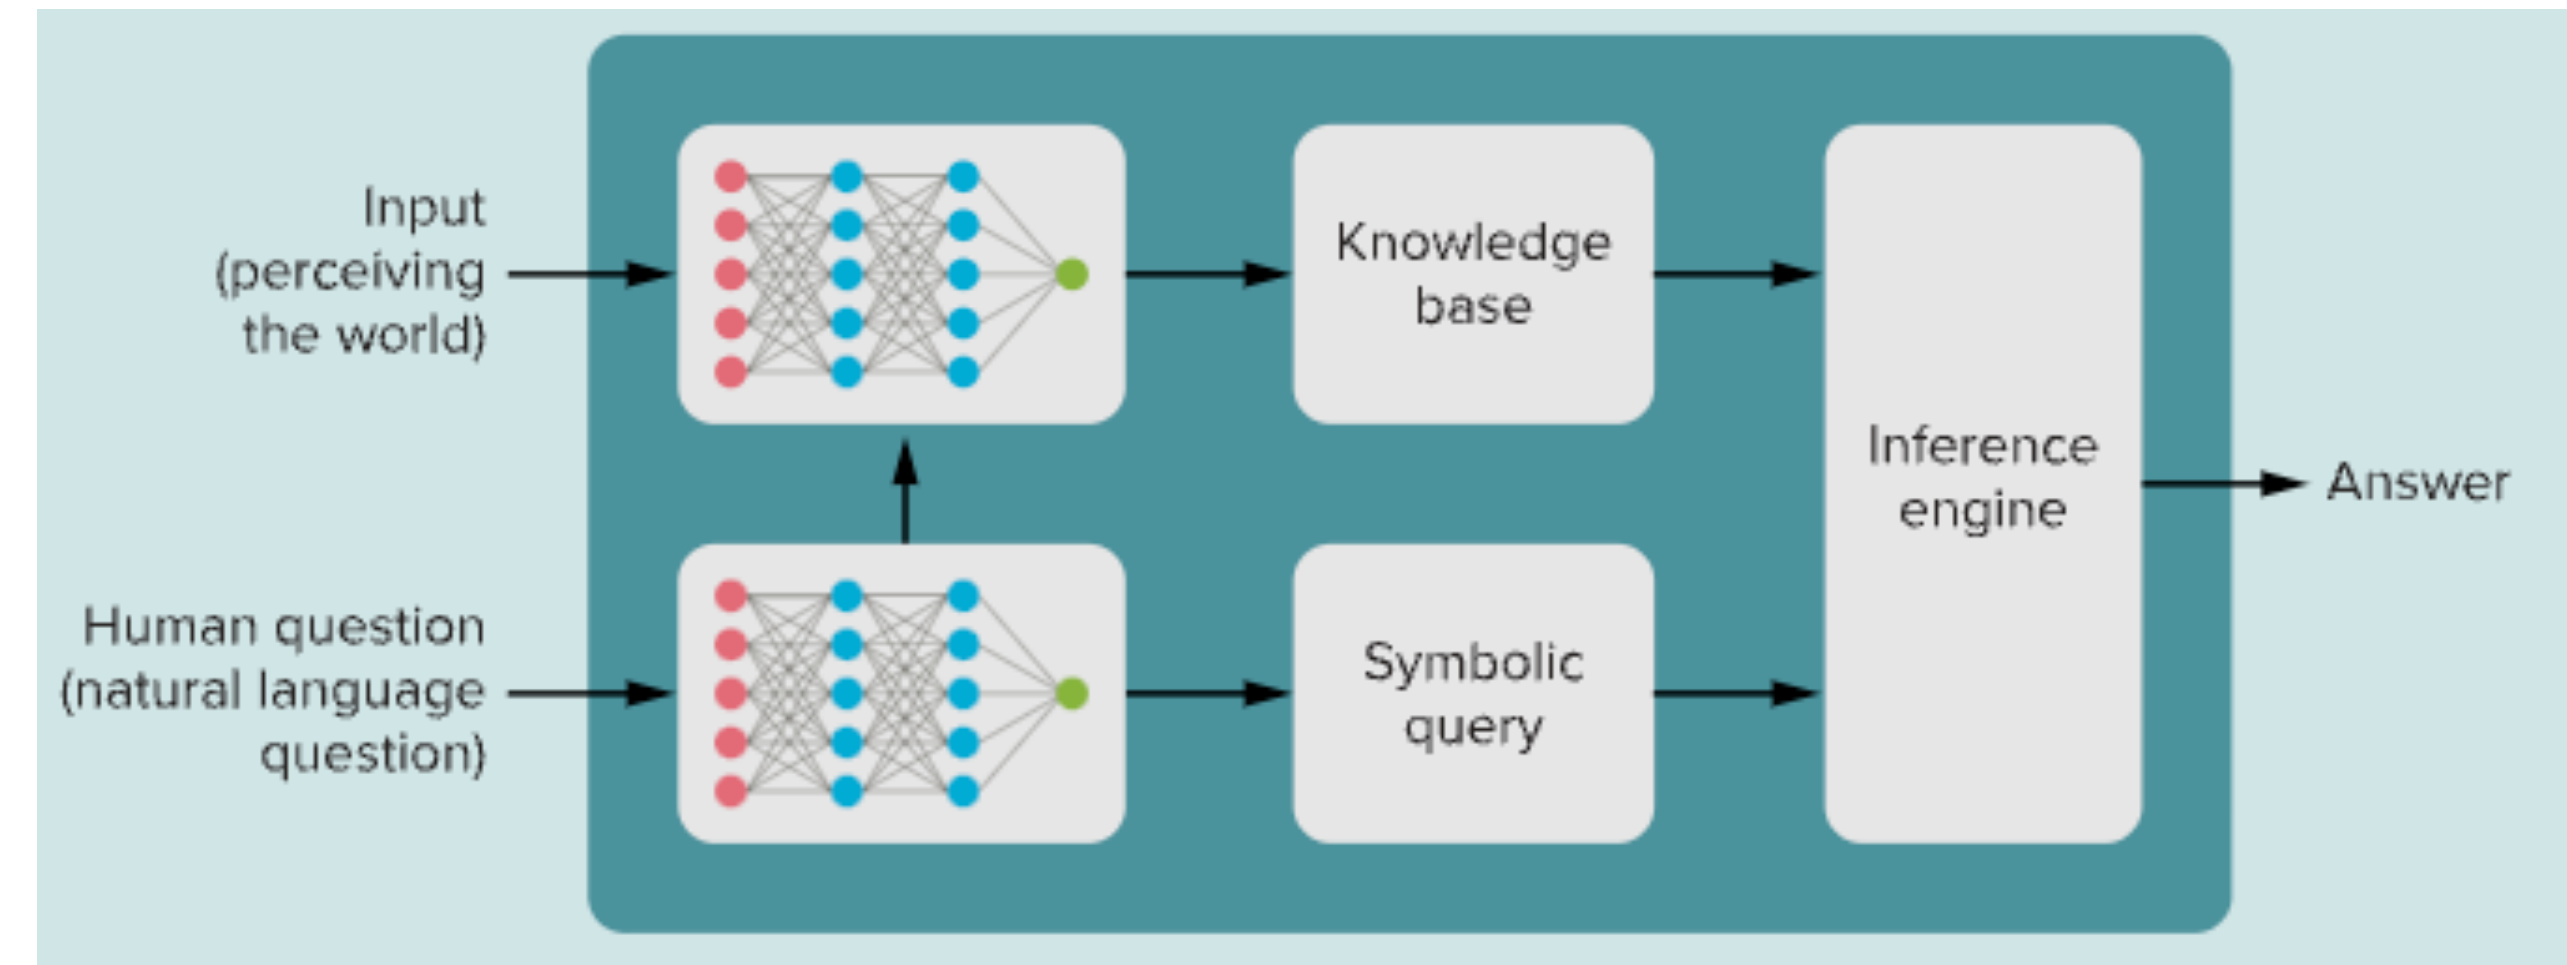 Input
(perceiving
the world)
Knowledge
base
Inference
engine
Answer
Human question
(natural language
question)
Symbolic
query